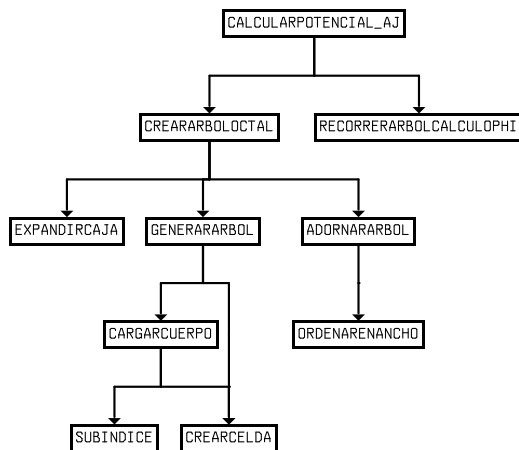 CALCULARPOTENCIAL_AJ
CREARARBOLOCTAL
RECORRERARBOLCALCULOPHI
EXPANDIRCAJA
GENERARARBOL
ADORNARARBOL
CARGARCUERPO
ORDENARENANCHO
SUBINDICE
CREARCELDA